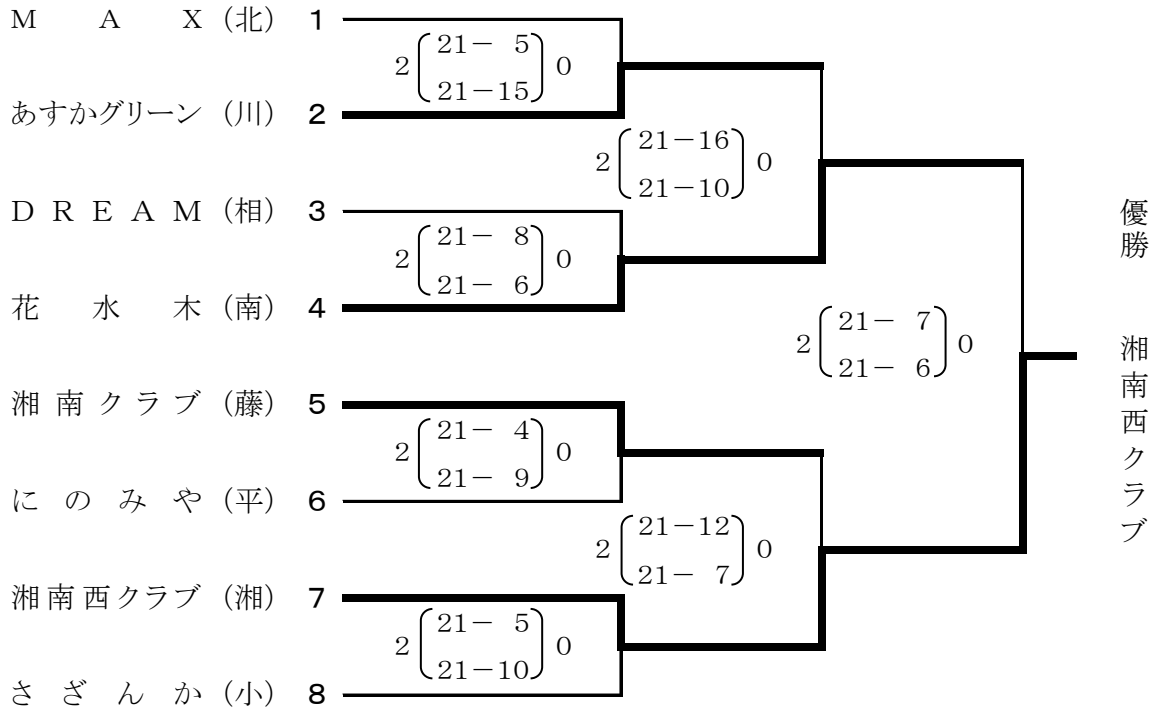 MAX（北） 1
2 21－ 5 0
21－15
あすかグリーン（川） 2
2 21－16 0
21－10
DREAM（相） 3
2 21－ 8 0
21－ 6
花水木（南） 4
2 21－ 7 0
21－ 6
湘南クラブ（藤） 5
2 21－ 4 0
21－ 9
にのみや（平） 6
2 21－12 0
21－ 7
湘南西クラブ（湘） 7
2 21－ 5 0
21－10
さざんか（小） 8
優勝　湘南西クラブ